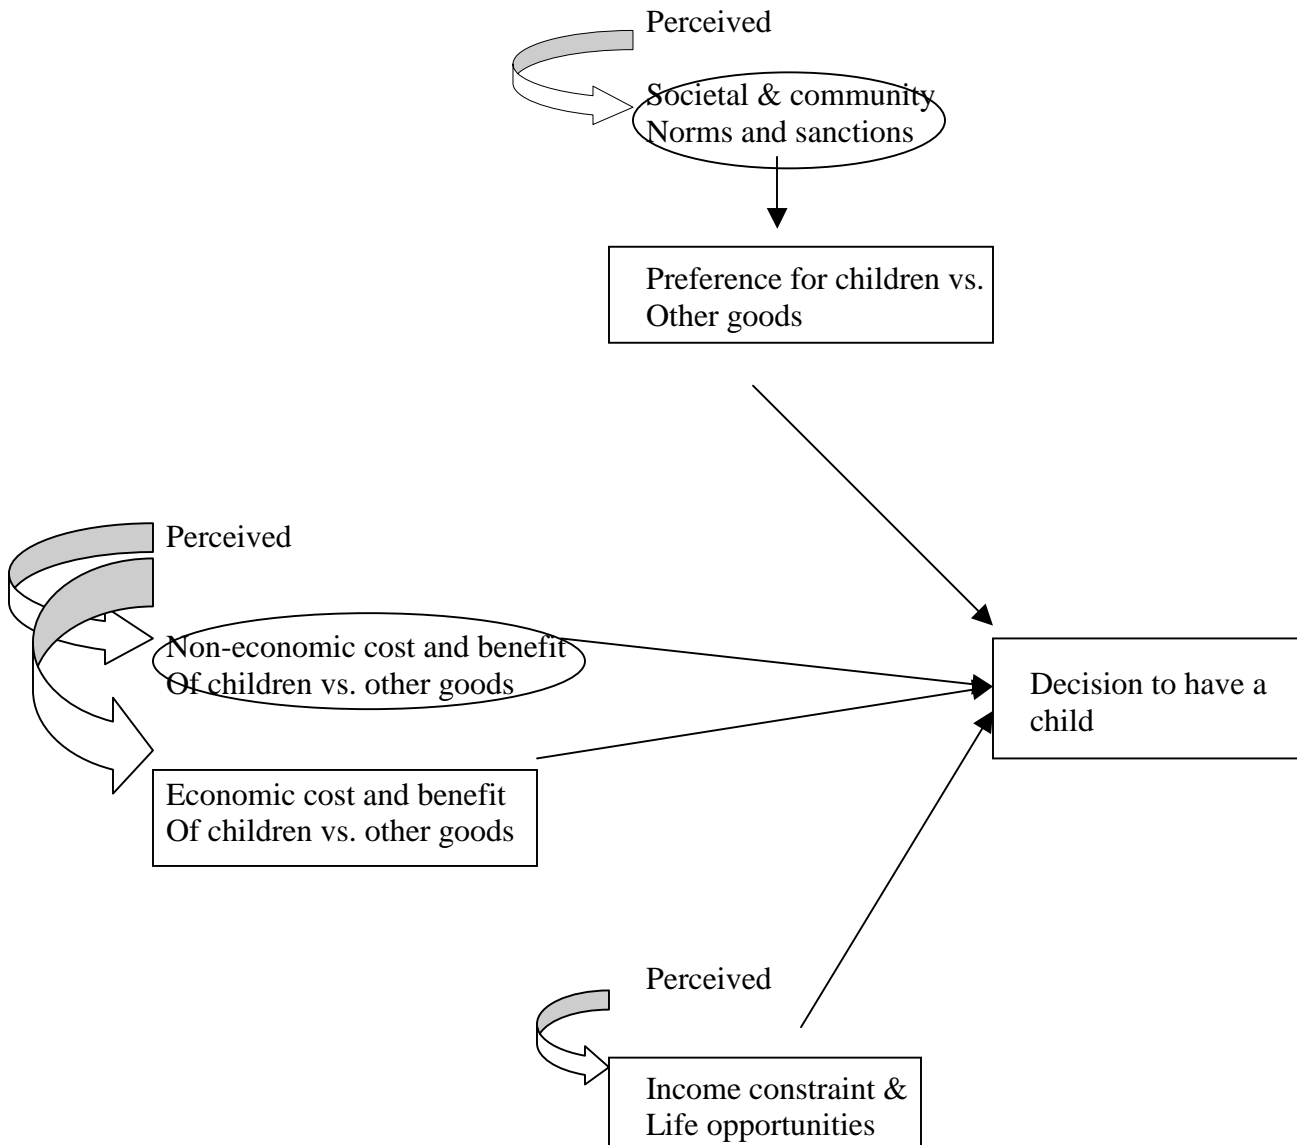 Perceived
Societal & community
Norms and sanctions
Preference for children vs.
Other goods
Perceived
Non-economic cost and benefit
Of children vs. other goods
Economic cost and benefit
Of children vs. other goods
Decision to have a
child
Perceived
Income constraint &
Life opportunities